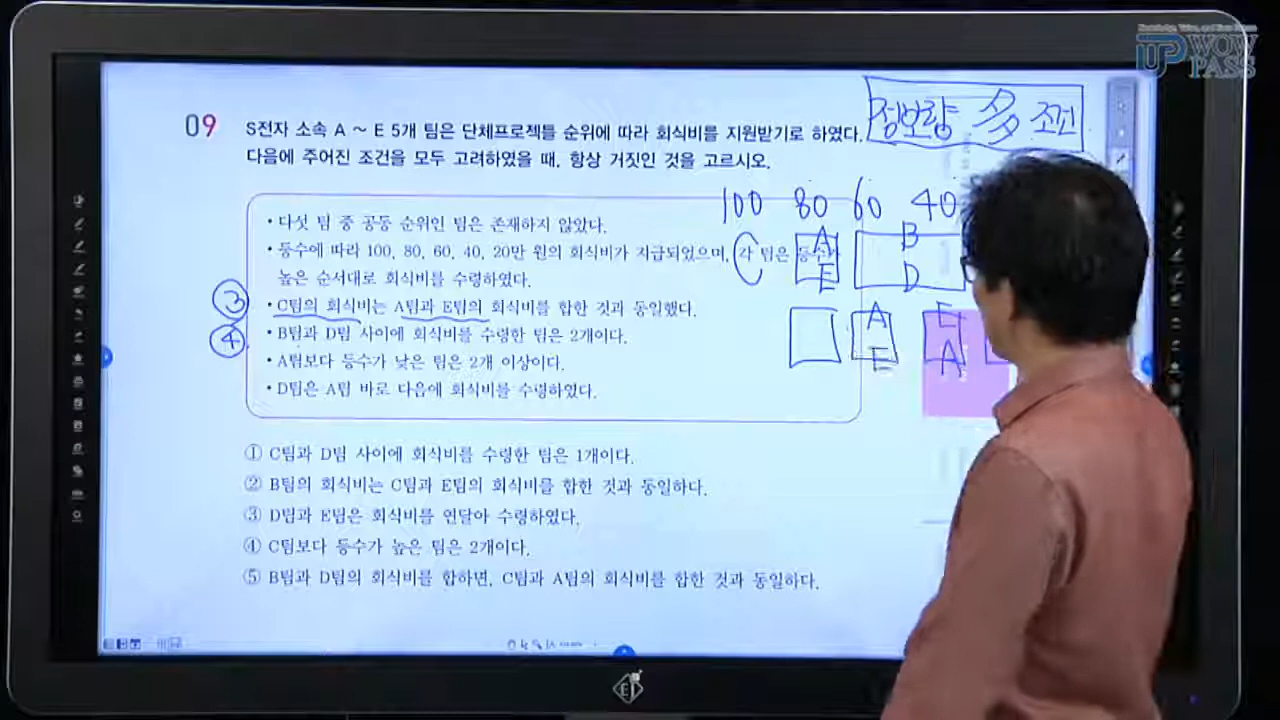 UP WOW
PASS
정보량 多 조건
09 S전자 소속 A ~ E 5개 팀은 단체프로젝트를 순위에 따라 회식비를 지원받기로 하였다.
다음에 주어진 조건을 모두 고려하였을 때, 항상 거짓인 것을 고르시오.
100 80 60 40
• 다섯 팀 중 공동 순위인 팀은 존재하지 않았다.
• 등수에 따라 100, 80, 60, 40, 20만 원의 회식비가 지급되었으며, 각 팀은 등수가
높은 순서대로 회식비를 수령하였다.
C A B
E D
③ • C팀의 회식비는 A팀과 E팀의 회식비를 합한 것과 동일했다.
④ • B팀과 D팀 사이에 회식비를 수령한 팀은 2개이다.
A E
E A
• A팀보다 등수가 낮은 팀은 2개 이상이다.
• D팀은 A팀 바로 다음에 회식비를 수령하였다.
① C팀과 D팀 사이에 회식비를 수령한 팀은 1개이다.
② B팀의 회식비는 C팀과 E팀의 회식비를 합한 것과 동일하다.
③ D팀과 E팀은 회식비를 연달아 수령하였다.
④ C팀보다 등수가 높은 팀은 2개이다.
⑤ B팀과 D팀의 회식비를 합하면, C팀과 A팀의 회식비를 합한 것과 동일하다.